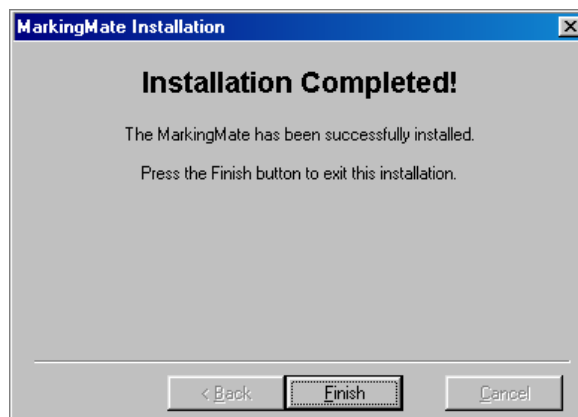 MarkingMate Installation
Installation Completed!
The MarkingMate has been successfully installed.
Press the Finish button to exit this installation.
< Back Finish Cancel